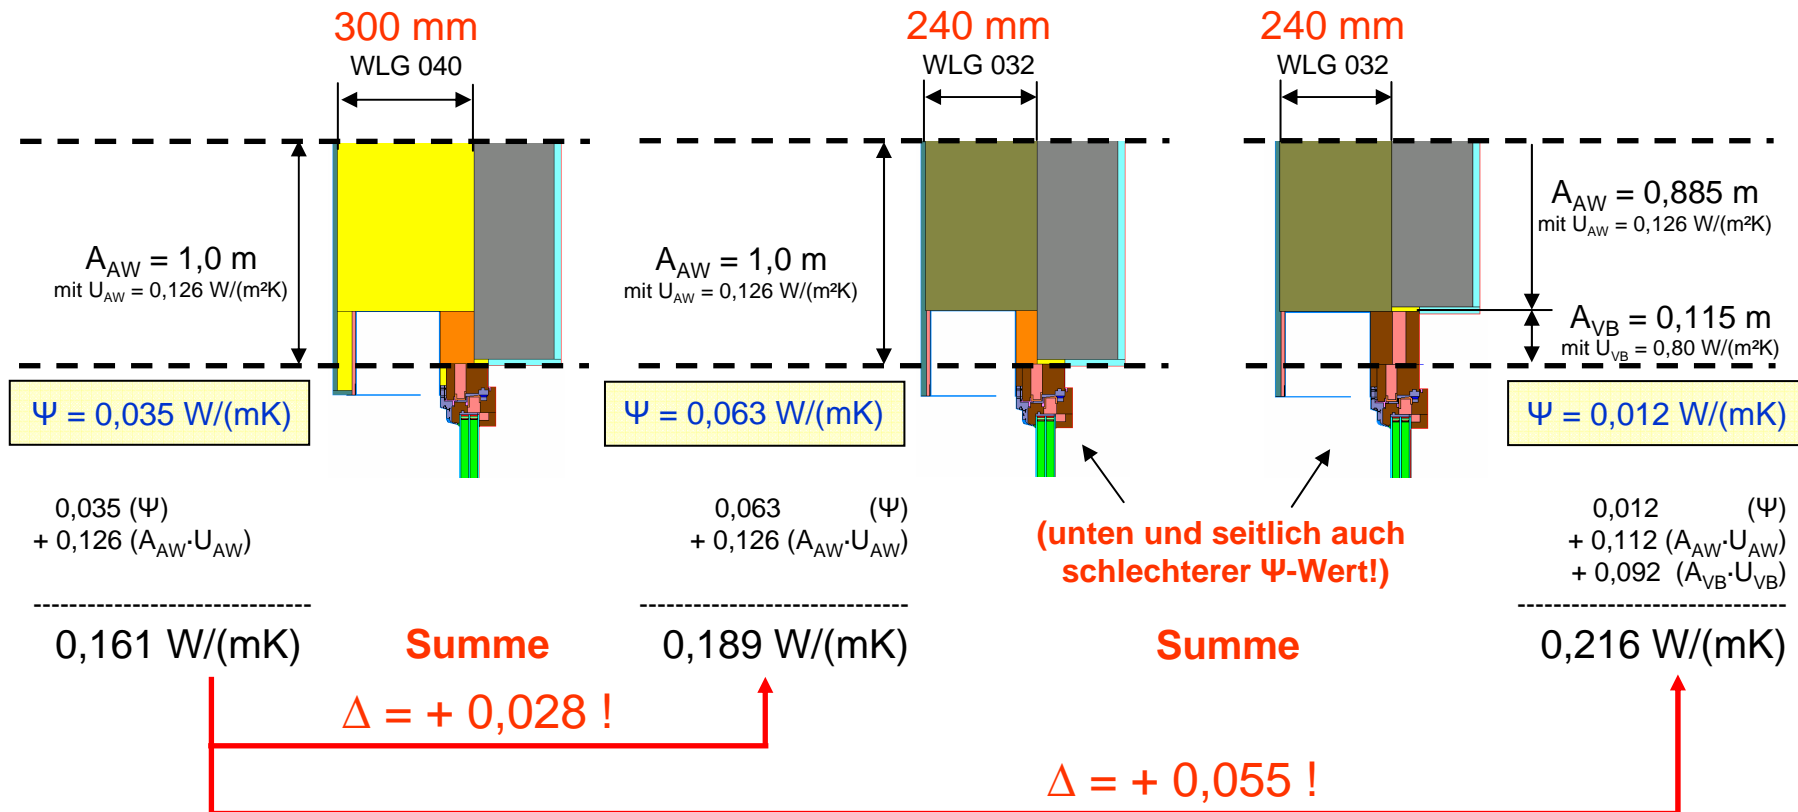 300 mm
WLG 040
240 mm
WLG 032
240 mm
WLG 032
A_AW = 1,0 m
mit U_AW = 0,126 W/(m²K)
A_AW = 1,0 m
mit U_AW = 0,126 W/(m²K)
A_AW = 0,885 m
mit U_AW = 0,126 W/(m²K)
A_VB = 0,115 m
mit U_VB = 0,80 W/(m²K)
Ψ = 0,035 W/(mK)
Ψ = 0,063 W/(mK)
Ψ = 0,012 W/(mK)
0,035 (Ψ)
+ 0,126 (A_AW·U_AW)
-------------------------------
0,161 W/(mK)
Summe
0,063 (Ψ)
+ 0,126 (A_AW·U_AW)
------------------------------
0,189 W/(mK)
(unten und seitlich auch
schlechterer Ψ-Wert!)
Summe
0,012 (Ψ)
+ 0,112 (A_AW·U_AW)
+ 0,092 (A_VB·U_VB)
------------------------------
0,216 W/(mK)
Δ = + 0,028 !
Δ = + 0,055 !